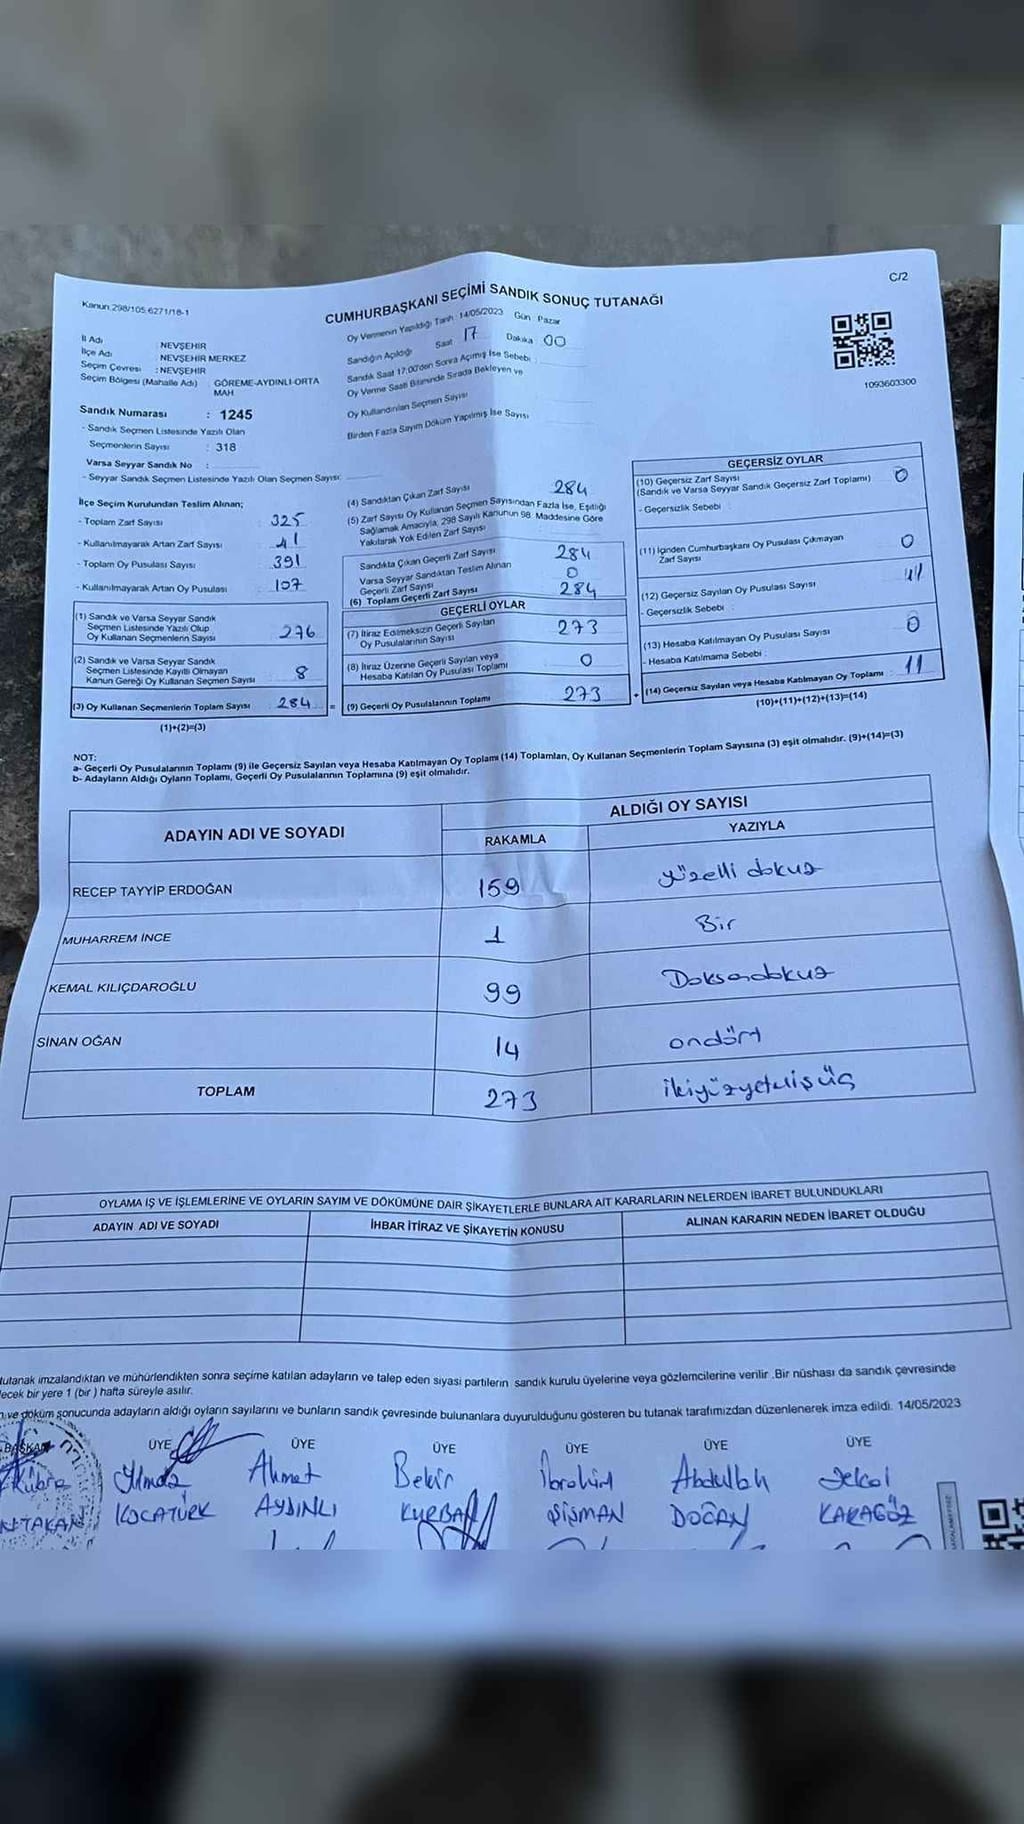 C/2
Kanun:298/105,6271/18-1
CUMHURBAŞKANI SEÇİMİ SANDIK SONUÇ TUTANAĞI
Oy Vermenin Yapıldığı Tarih : 14/05/2023 Gün : Pazar
Sandığın Açıldığı Saat 17 Dakika 00
Sandık Saat 17:00'den Sonra Açımış İse Sebebi :
Oy Verme Saati Bitiminde Sırada Bekleyen ve
Oy Kullandırılan Seçmen Sayısı
Birden Fazla Sayım Döküm Yapılmış İse Sayısı
1093603300
İl Adı : NEVŞEHİR
İlçe Adı : NEVŞEHİR MERKEZ
Seçim Çevresi : NEVŞEHİR
Seçim Bölgesi (Mahalle Adı) GÖREME-AYDINLI-ORTA
MAH
Sandık Numarası : 1245
- Sandık Seçmen Listesinde Yazılı Olan
Seçmenlerin Sayısı : 318
Varsa Seyyar Sandık No :
- Seyyar Sandık Seçmen Listesinde Yazılı Olan Seçmen Sayısı:
İlçe Seçim Kurulundan Teslim Alınan;
- Toplam Zarf Sayısı : 325
- Kullanılmayarak Artan Zarf Sayısı : 41
- Toplam Oy Pusulası Sayısı : 391
- Kullanılmayarak Artan Oy Pusulası : 107
(1) Sandık ve Varsa Seyyar Sandık
Seçmen Listesinde Yazılı Olup
Oy Kullanan Seçmenlerin Sayısı : 276
(2) Sandık ve Varsa Seyyar Sandık
Seçmen Listesinde Kayıtlı Olmayan
Kanun Gereği Oy Kullanan Seçmen Sayısı : 8
(3) Oy Kullanan Seçmenlerin Toplam Sayısı : 284 =
(1)+(2)=(3)
(4) Sandıktan Çıkan Zarf Sayısı 284
(5) Zarf Sayısı Oy Kullanan Seçmen Sayısından Fazla İse, Eşitliği
Sağlamak Amacıyla, 298 Sayılı Kanunun 98. Maddesine Göre
Yakılarak Yok Edilen Zarf Sayısı
Sandıkta Çıkan Geçerli Zarf Sayısı : 284
Varsa Seyyar Sandıktan Teslim Alınan
Geçerli Zarf Sayısı 0
(6) Toplam Geçerli Zarf Sayısı : 284
GEÇERLİ OYLAR
(7) İtiraz Edilmeksizin Geçerli Sayılan
Oy Pusulalarının Sayısı : 273
(8) İtiraz Üzerine Geçerli Sayılan veya
Hesaba Katılan Oy Pusulası Toplamı : 0
(9) Geçerli Oy Pusulalarının Toplamı : 273 +
GEÇERSİZ OYLAR
(10) Geçersiz Zarf Sayısı
(Sandık ve Varsa Seyyar Sandık Geçersiz Zarf Toplamı) 0
- Geçersizlik Sebebi :
(11) İçinden Cumhurbaşkanı Oy Pusulası Çıkmayan
Zarf Sayısı : 0
(12) Geçersiz Sayılan Oy Pusulası Sayısı : 11
- Geçersizlik Sebebi :
(13) Hesaba Katılmayan Oy Pusulası Sayısı : 0
- Hesaba Katılmama Sebebi :
(14) Geçersiz Sayılan veya Hesaba Katılmayan Oy Toplamı : 11
(10)+(11)+(12)+(13)=(14)
NOT:
a- Geçerli Oy Pusulalarının Toplamı (9) ile Geçersiz Sayılan veya Hesaba Katılmayan Oy Toplamı (14) Toplamları, Oy Kullanan Seçmenlerin Toplam Sayısına (3) eşit olmalıdır. (9)+(14)=(3)
b- Adayların Aldığı Oyların Toplamı, Geçerli Oy Pusulalarının Toplamına (9) eşit olmalıdır.
ADAYIN ADI VE SOYADI
ALDIĞI OY SAYISI
RAKAMLA YAZIYLA
RECEP TAYYİP ERDOĞAN 159 yüzelli dokuz
MUHARREM İNCE 1 Bir
KEMAL KILIÇDAROĞLU 99 Doksandokuz
SİNAN OĞAN 14 ondört
TOPLAM 273 ikiyüzyetmişüç
OYLAMA İŞ VE İŞLEMLERİNE VE OYLARIN SAYIM VE DÖKÜMÜNE DAİR ŞİKAYETLERLE BUNLARA AİT KARARLARIN NELERDEN İBARET BULUNDUKLARI
ADAYIN ADI VE SOYADI İHBAR İTİRAZ VE ŞİKAYETİN KONUSU ALINAN KARARIN NEDEN İBARET OLDUĞU
tutanak imzalandıktan ve mühürlendikten sonra seçime katılan adayların ve talep eden siyasi partilerin sandık kurulu üyelerine veya gözlemcilerine verilir .Bir nüshası da sandık çevresinde
ecek bir yere 1 (bir ) hafta süreyle asılır.
ve döküm sonucunda adayların aldığı oyların sayılarını ve bunların sandık çevresinde bulunanlara duyurulduğunu gösteren bu tutanak tarafımızdan düzenlenerek imza edildi. 14/05/2023
BAŞKAN ÜYE ÜYE ÜYE ÜYE ÜYE ÜYE
Kübra Yılmaz Ahmet Bekir İbrahim Abdullah
KOCATÜRK AYDINLI KURBAN ŞİŞMAN DOĞAN KARAGÖZ